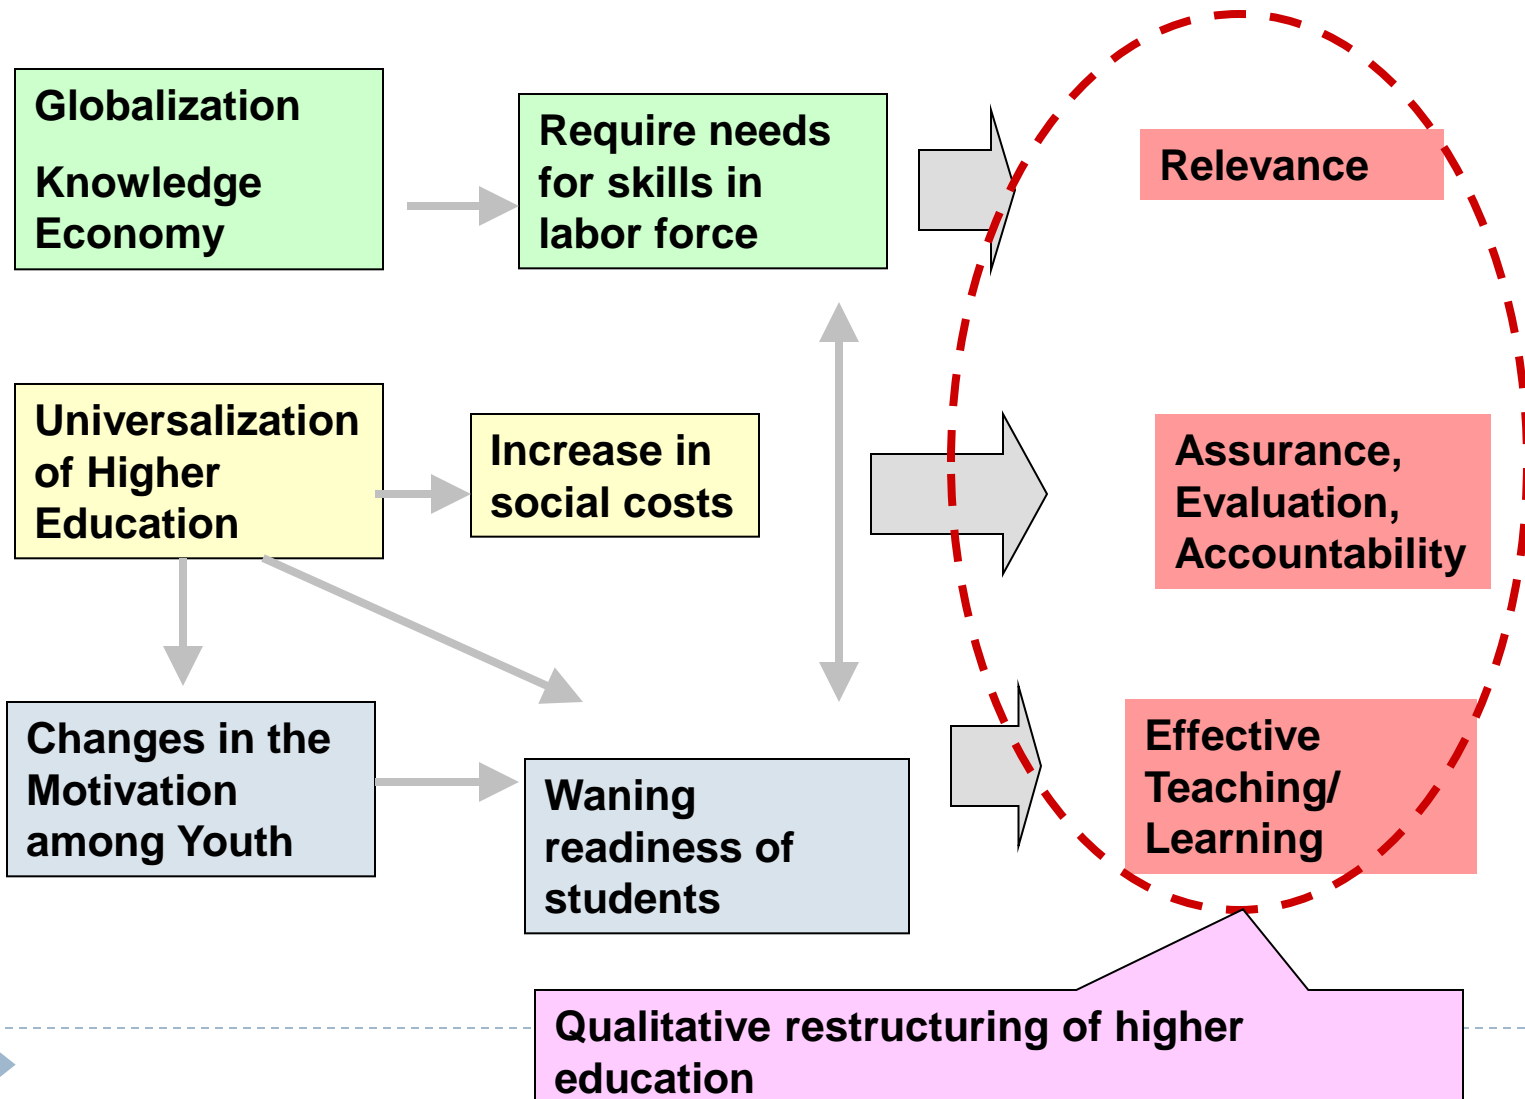 Globalization
Knowledge
Economy
Require needs
for skills in
labor force
Relevance
Universalization
of Higher
Education
Increase in
social costs
Assurance,
Evaluation,
Accountability
Changes in the
Motivation
among Youth
Waning
readiness of
students
Effective
Teaching/
Learning
Qualitative restructuring of higher
education